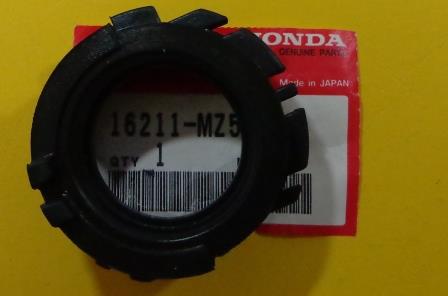 HONDA
GENUINE PARTS
Made in JAPAN
16211-MZ5
QTY 1